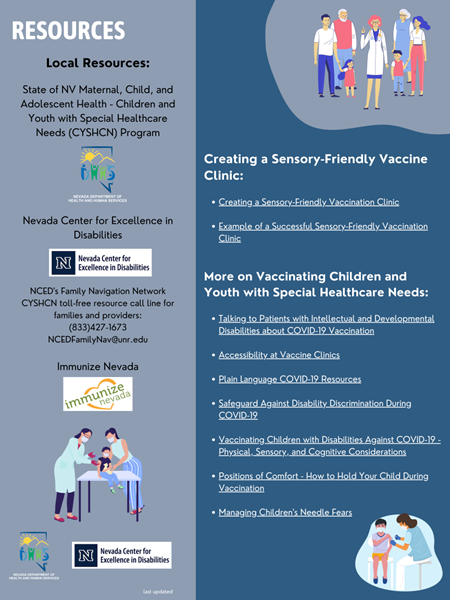 RESOURCES
Local Resources:
State of NV Maternal, Child, and
Adolescent Health - Children and
Youth with Special Healthcare
Needs (CYSHCN) Program
NEVADA DEPARTMENT OF
HEALTH AND HUMAN SERVICES
Nevada Center for Excellence in
Disabilities
N
Nevada Center for
Excellence in Disabilities
NCED's Family Navigation Network
CYSHCN toll-free resource call line for
families and providers:
(833)427-1673
NCEDFamilyNav@unr.edu
Immunize Nevada
immunize
nevada
NEVADA DEPARTMENT OF
HEALTH AND HUMAN SERVICES
N
Nevada Center for
Excellence in Disabilities
last updated
Creating a Sensory-Friendly Vaccine
Clinic:
• Creating a Sensory-Friendly Vaccination Clinic
• Example of a Successful Sensory-Friendly Vaccination
Clinic
More on Vaccinating Children and
Youth with Special Healthcare Needs:
• Talking to Patients with Intellectual and Developmental
Disabilities about COVID-19 Vaccination
• Accessibility at Vaccine Clinics
• Plain Language COVID-19 Resources
• Safeguard Against Disability Discrimination During
COVID-19
• Vaccinating Children with Disabilities Against COVID-19 -
Physical, Sensory, and Cognitive Considerations
• Positions of Comfort - How to Hold Your Child During
Vaccination
• Managing Children's Needle Fears